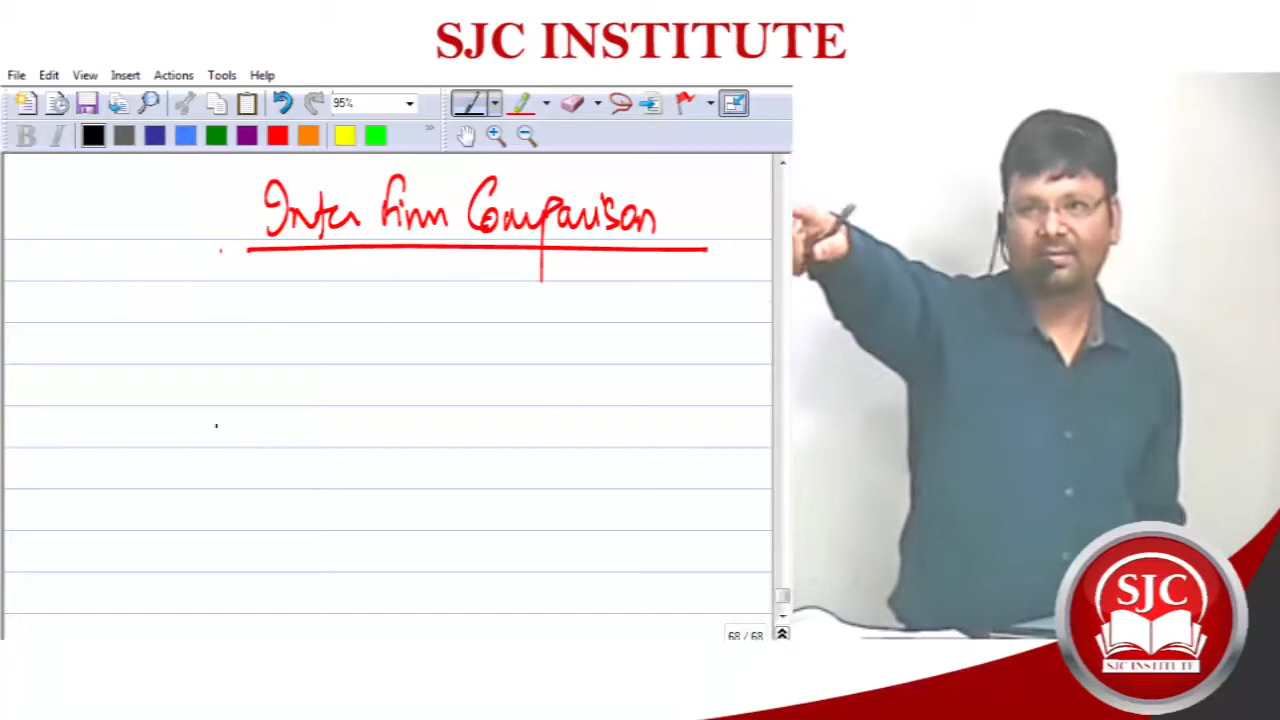 SJC INSTITUTE
File Edit View Insert Actions Tools Help
95%
B I
Inter firm Comparison
68 / 68
SJC
SJC INSTITUTE